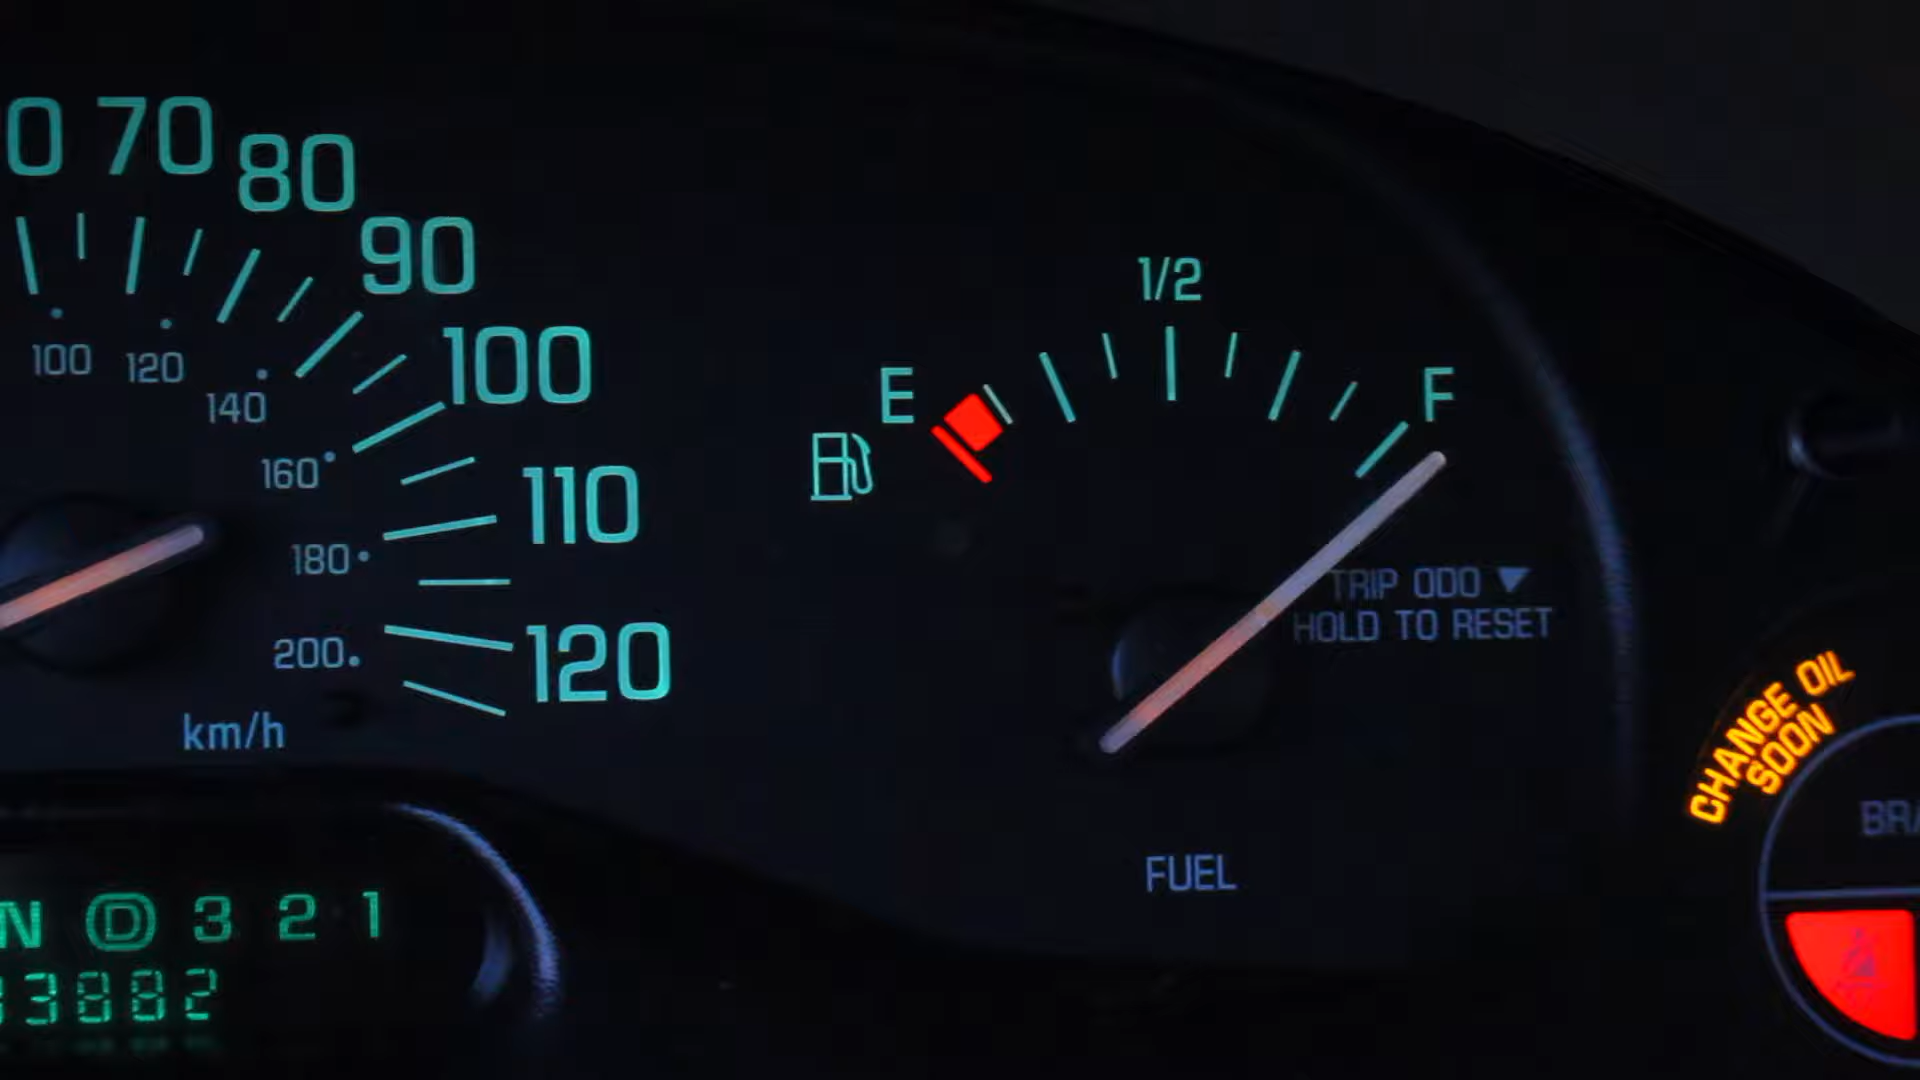 70
80
90
100
110
120
100
120
140
160
180
200
km/h
N D 3 2 1
3882
1/2
E
F
TRIP ODO
HOLD TO RESET
FUEL
CHANGE OIL
SOON